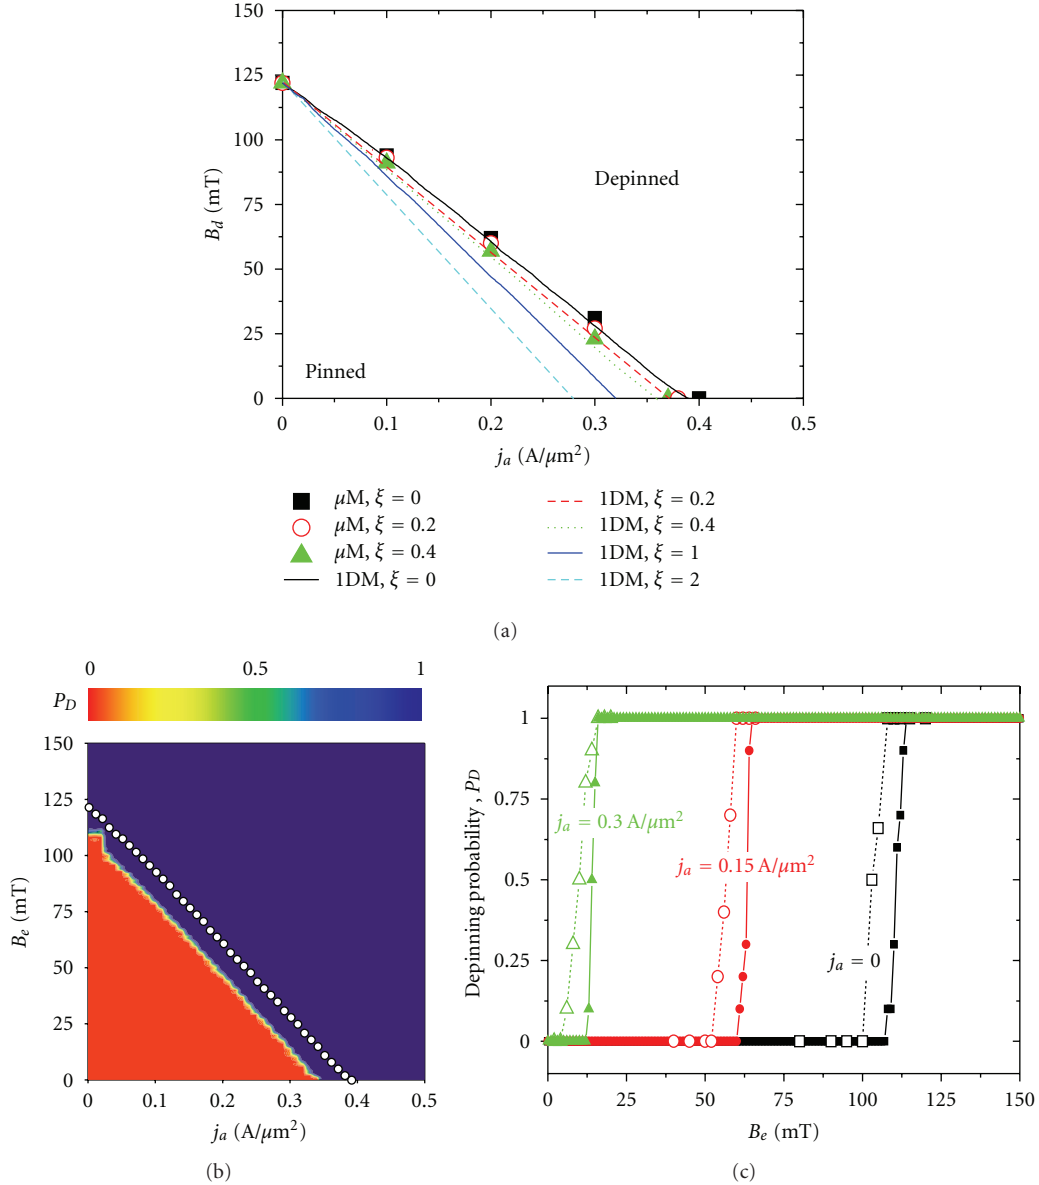 150
125
100
75
50
25
0
B_d (mT)
Depinned
Pinned
0 0.1 0.2 0.3 0.4 0.5
j_a (A/μm²)
μM, ξ = 0
μM, ξ = 0.2
μM, ξ = 0.4
1DM, ξ = 0
1DM, ξ = 0.2
1DM, ξ = 0.4
1DM, ξ = 1
1DM, ξ = 2
(a)
0 0.5 1
P_D
150
125
100
75
50
25
0
B_e (mT)
0 0.1 0.2 0.3 0.4 0.5
j_a (A/μm²)
(b)
1
0.75
0.5
0.25
0
Depinning probability , P_D
j_a = 0.3 A/μm²
j_a = 0.15 A/μm²
j_a = 0
0 25 50 75 100 125 150
B_e (mT)
(c)